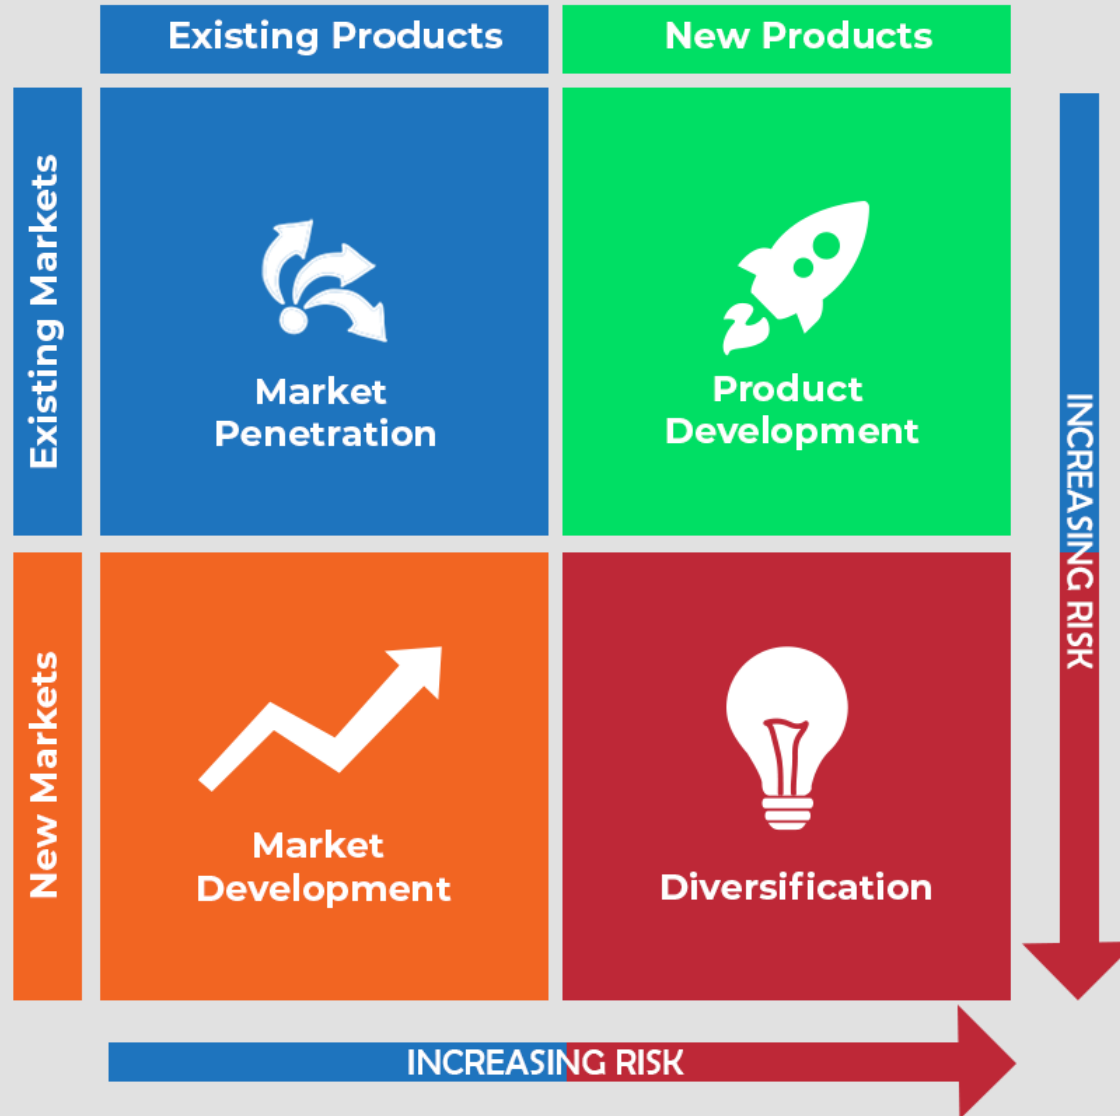 Existing Products
New Products
Existing Markets
Market
Penetration
Product
Development
New Markets
Market
Development
Diversification
INCREASING RISK
INCREASING RISK